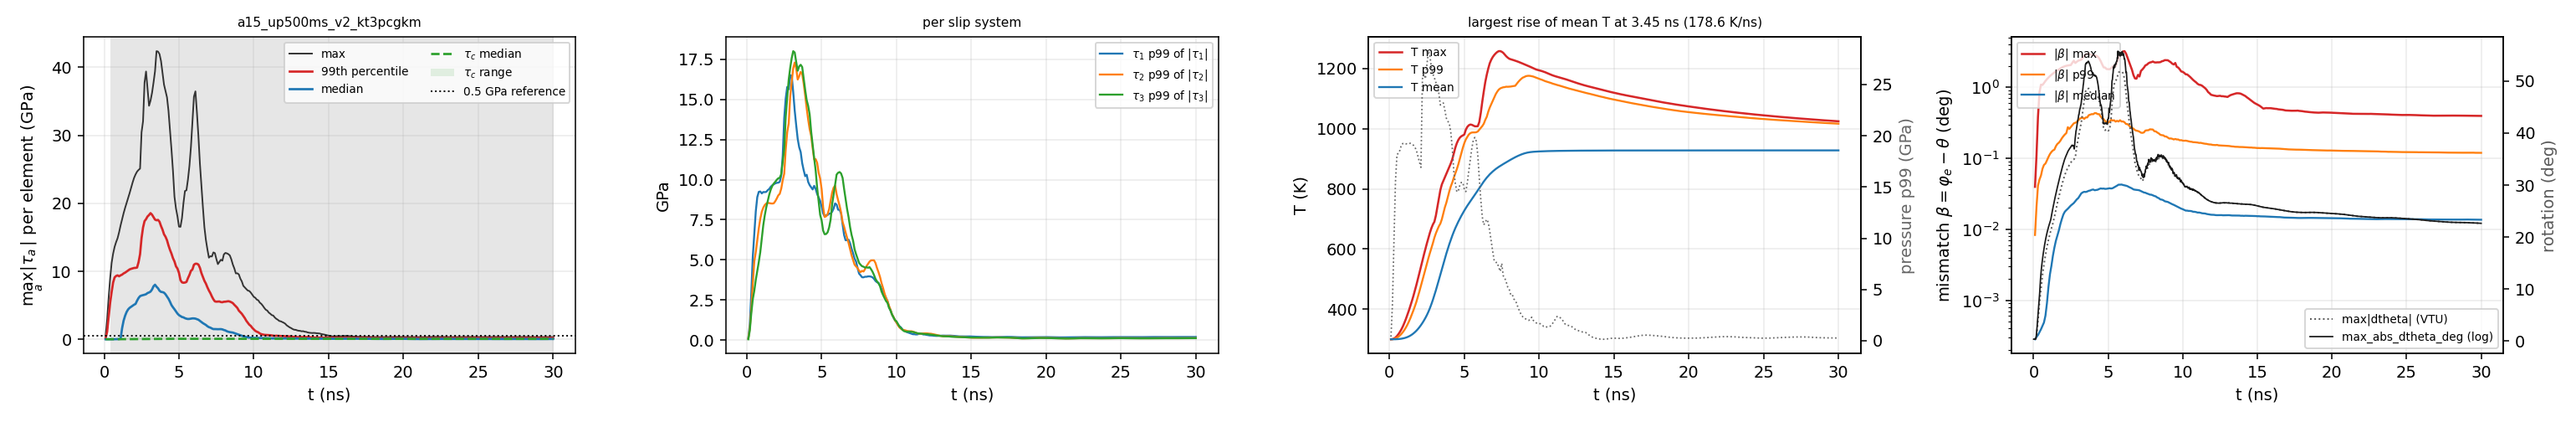 a15_up500ms_v2_kt3pcgkm
max
99th percentile
median
τc median
τc range
0.5 GPa reference
max|τa| per element (GPa)
a
40
30
20
10
0
0 5 10 15 20 25 30
t (ns)
per slip system
τ1 p99 of |τ1|
τ2 p99 of |τ2|
τ3 p99 of |τ3|
GPa
17.5
15.0
12.5
10.0
7.5
5.0
2.5
0.0
0 5 10 15 20 25 30
t (ns)
largest rise of mean T at 3.45 ns (178.6 K/ns)
T max
T p99
T mean
T (K)
1200
1000
800
600
400
0 5 10 15 20 25 30
t (ns)
25
20
15
10
5
0
pressure p99 (GPa)
|β| max
|β| p99
|β| median
mismatch β = φe − θ (deg)
10⁰
10⁻¹
10⁻²
10⁻³
0 5 10 15 20 25 30
t (ns)
max|dtheta| (VTU)
max_abs_dtheta_deg (log)
50
40
30
20
10
0
rotation (deg)